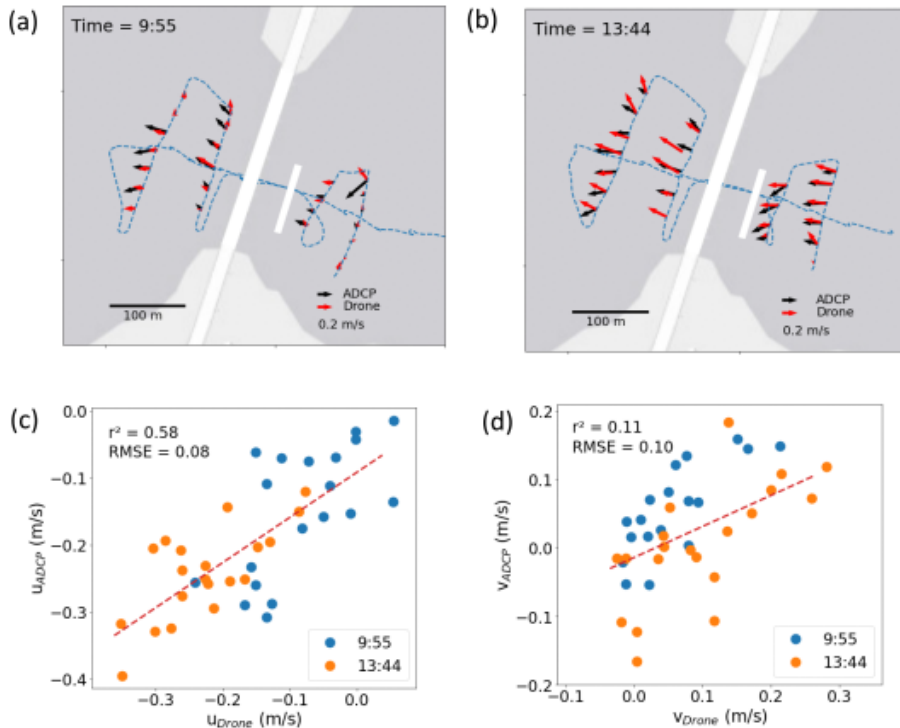 (a)
Time = 9:55
ADCP
Drone
0.2 m/s
100 m
(b)
Time = 13:44
ADCP
Drone
0.2 m/s
100 m
(c)
r² = 0.58
RMSE = 0.08
0.0
−0.1
−0.2
−0.3
−0.4
u_ADCP (m/s)
9:55
13:44
−0.3
−0.2
−0.1
0.0
u_Drone (m/s)
(d)
r² = 0.11
RMSE = 0.10
0.2
0.1
0.0
−0.1
−0.2
v_ADCP (m/s)
9:55
13:44
−0.1
0.0
0.1
0.2
0.3
v_Drone (m/s)